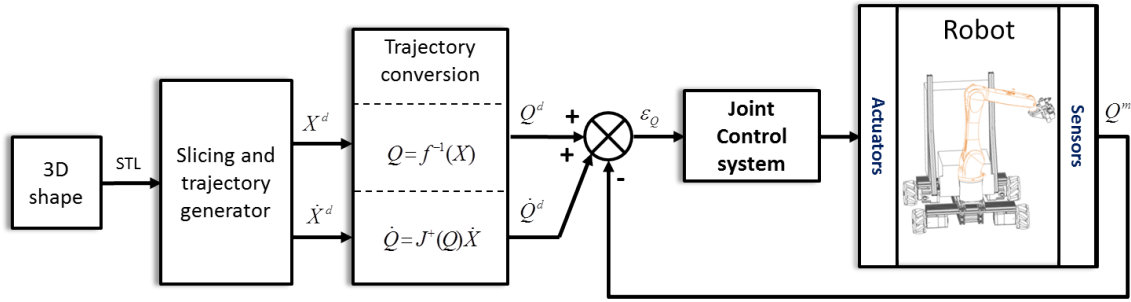 3D
shape
STL
Slicing and
trajectory
generator
X^d
Ẋ^d
Trajectory
conversion
Q = f⁻¹(X)
Q̇ = J⁺(Q)Ẋ
Q^d
Q̇^d
+
+
-
ε_Q
Joint
Control
system
Actuators
Robot
Sensors
Q^m